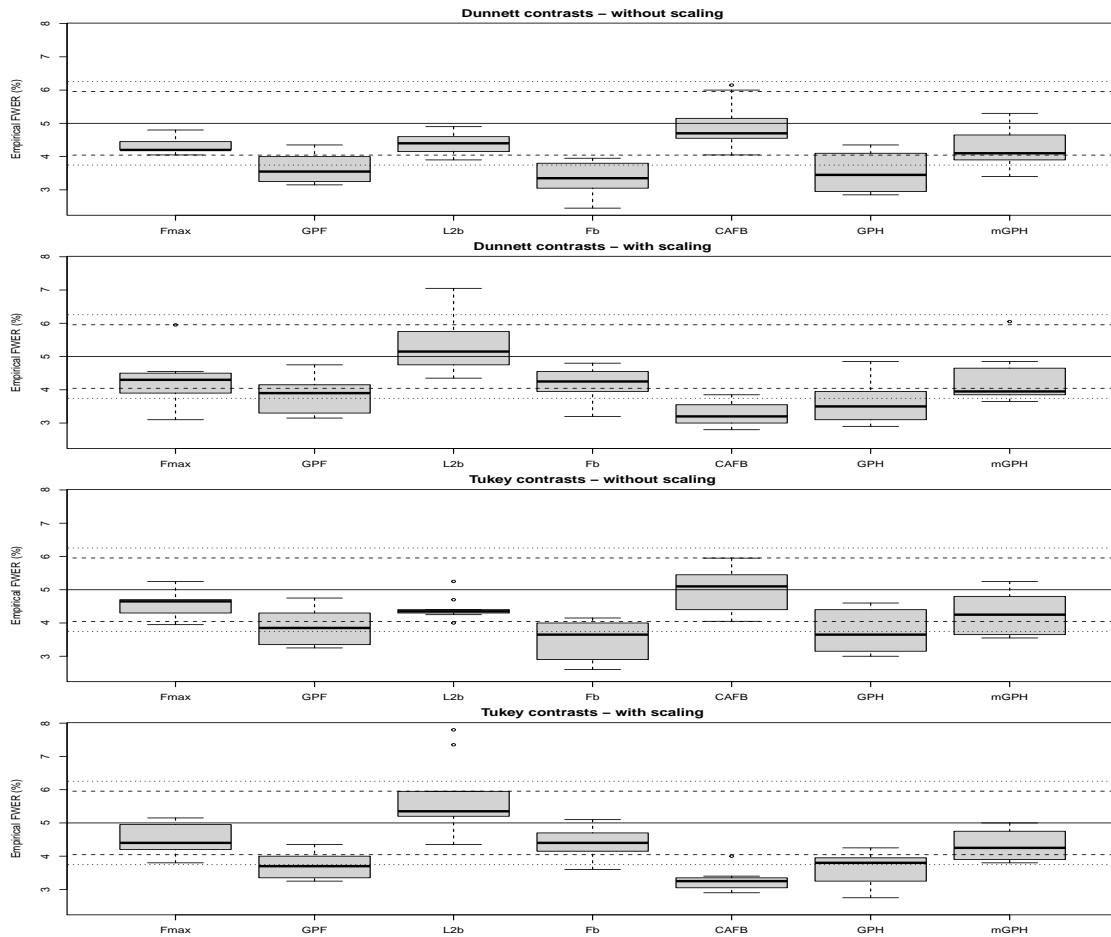 Dunnett contrasts – without scaling
Empirical FWER (%)
8
7
6
5
4
3
Fmax GPF L2b Fb CAFB GPH mGPH
Dunnett contrasts – with scaling
Empirical FWER (%)
8
7
6
5
4
3
Fmax GPF L2b Fb CAFB GPH mGPH
Tukey contrasts – without scaling
Empirical FWER (%)
8
7
6
5
4
3
Fmax GPF L2b Fb CAFB GPH mGPH
Tukey contrasts – with scaling
Empirical FWER (%)
8
7
6
5
4
3
Fmax GPF L2b Fb CAFB GPH mGPH